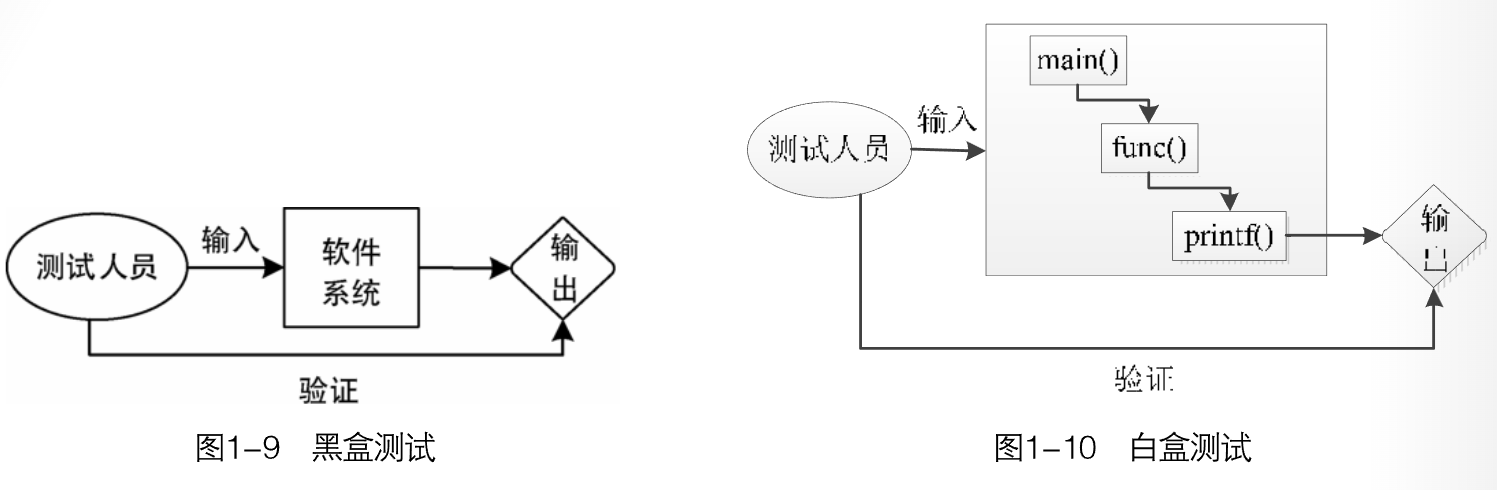 测试人员
输入
软件
系统
输
出
验证
图1-9 黑盒测试
测试人员
输入
main()
func()
printf()
输
出
验证
图1-10 白盒测试